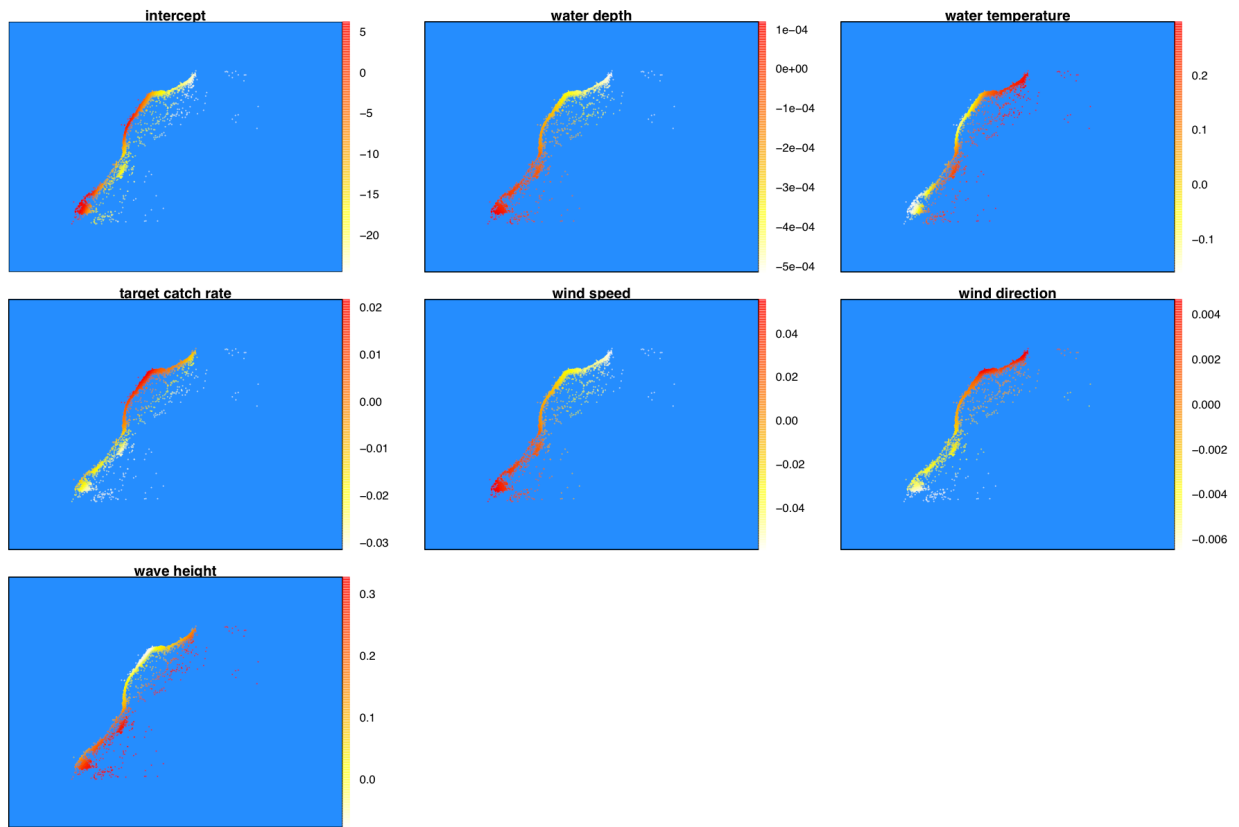 intercept
5
0
−5
−10
−15
−20
water depth
1e−04
0e+00
−1e−04
−2e−04
−3e−04
−4e−04
−5e−04
water temperature
0.2
0.1
0.0
−0.1
target catch rate
0.02
0.01
0.00
−0.01
−0.02
−0.03
wind speed
0.04
0.02
0.00
−0.02
−0.04
wind direction
0.004
0.002
0.000
−0.002
−0.004
−0.006
wave height
0.3
0.2
0.1
0.0